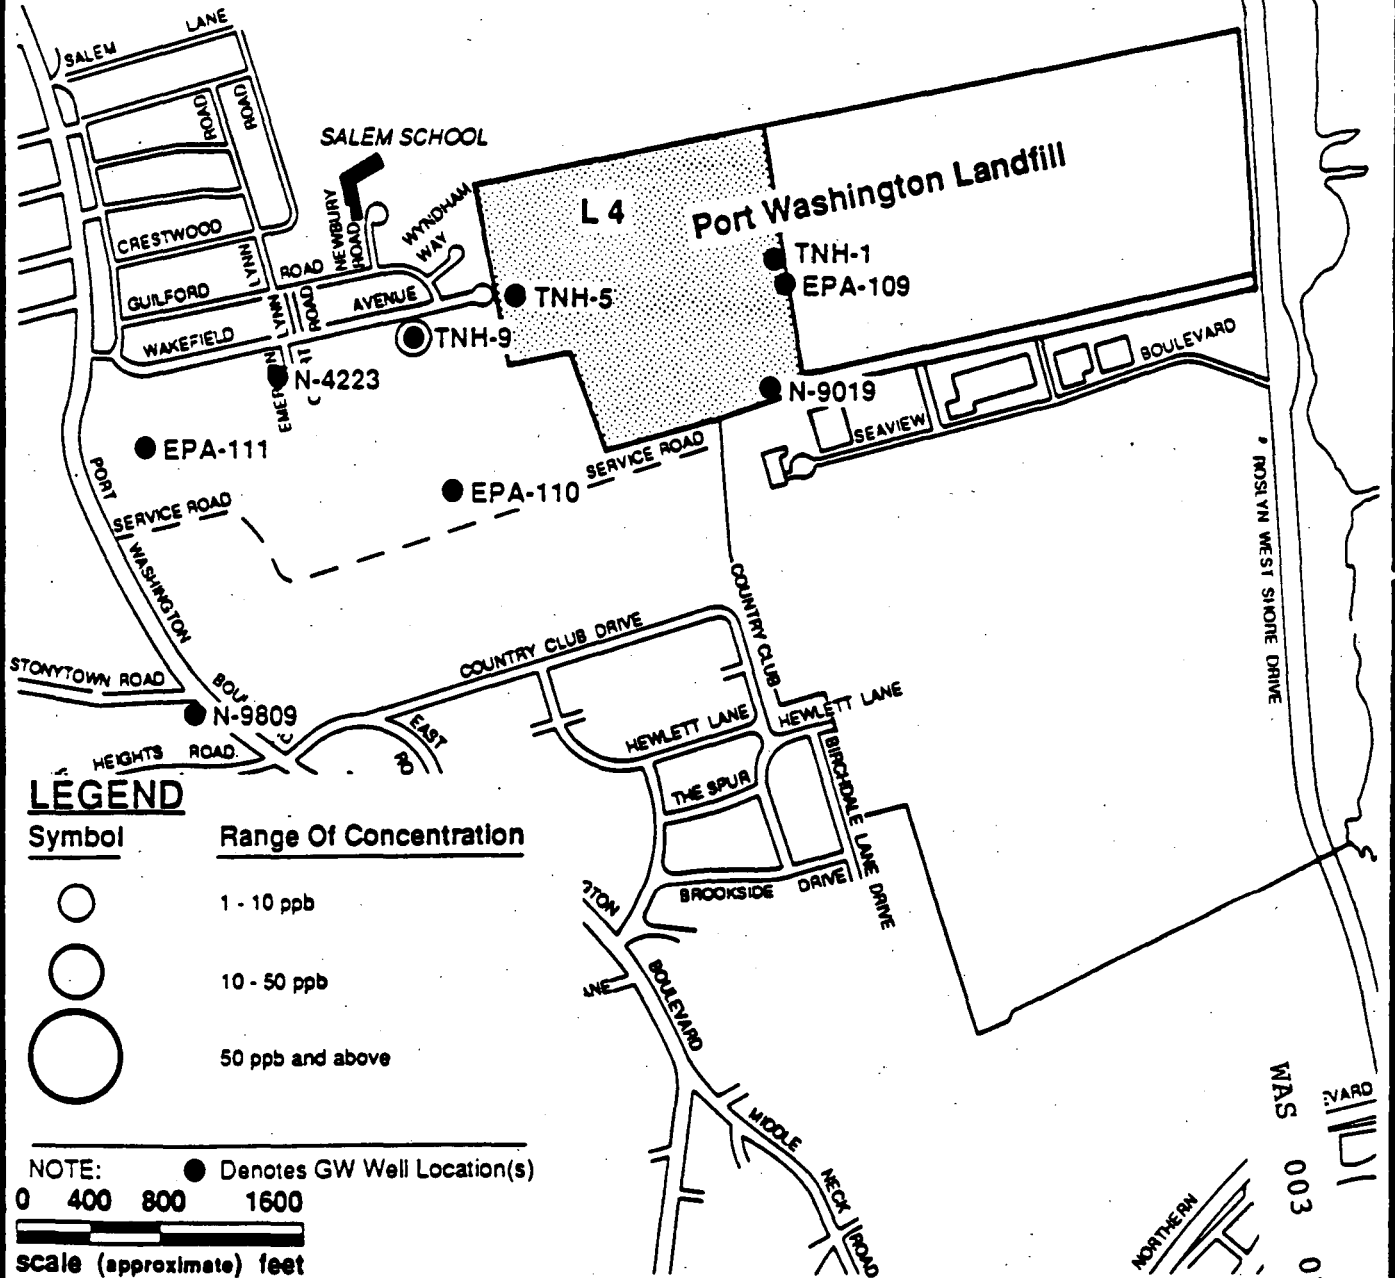 SALEM LANE
ROAD
ROAD
SALEM SCHOOL
NEWBURY ROAD
WYNDHAM WAY
CRESTWOOD
LYNN
ROAD
GUILFORD
LYNN
ROAD
AVENUE
WAKEFIELD
L 4
Port Washington Landfill
TNH-1
EPA-109
TNH-5
TNH-9
N-4223
N-9019
BOULEVARD
SEAVIEW
EPA-111
EPA-110
SERVICE ROAD
SERVICE ROAD
PORT
WASHINGTON
ROSLYN WEST SHORE DRIVE
COUNTRY CLUB
COUNTRY CLUB DRIVE
STONYTOWN ROAD
N-9809
HEIGHTS ROAD
EAST
RO
HEWLETT LANE
HEWLETT LANE
THE SPUR
BIRCHDALE LANE DRIVE
BROOKSIDE DRIVE
BOULEVARD
MIDDLE
NECK
ROAD
NORTHERN
WAS 003 0
LEGEND
Symbol Range Of Concentration
1 - 10 ppb
10 - 50 ppb
50 ppb and above
NOTE: Denotes GW Well Location(s)
0 400 800 1600
scale (approximate) feet